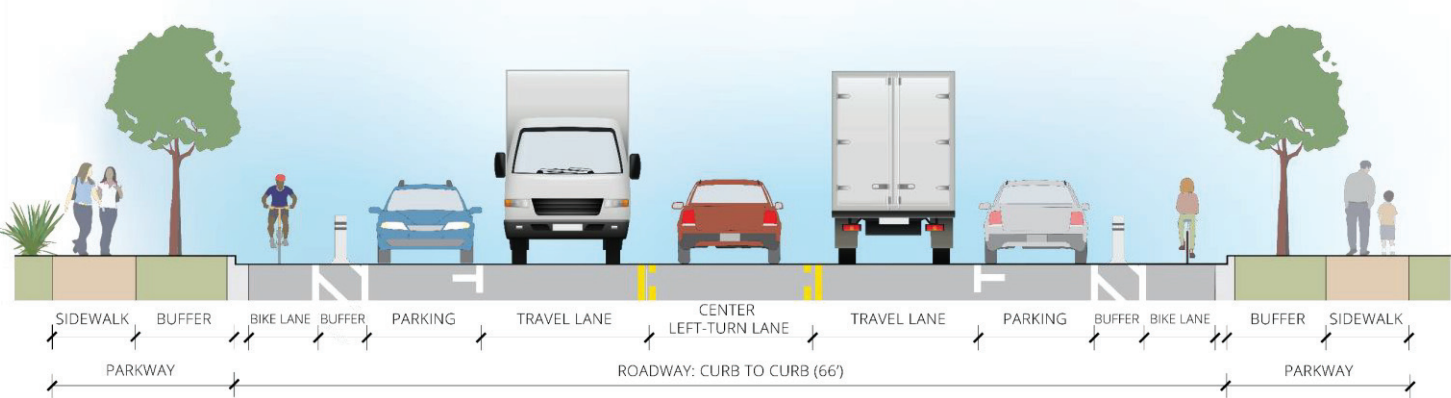 SIDEWALK BUFFER BIKE LANE BUFFER PARKING TRAVEL LANE CENTER LEFT-TURN LANE TRAVEL LANE PARKING BUFFER BIKE LANE BUFFER SIDEWALK
PARKWAY ROADWAY: CURB TO CURB (66') PARKWAY